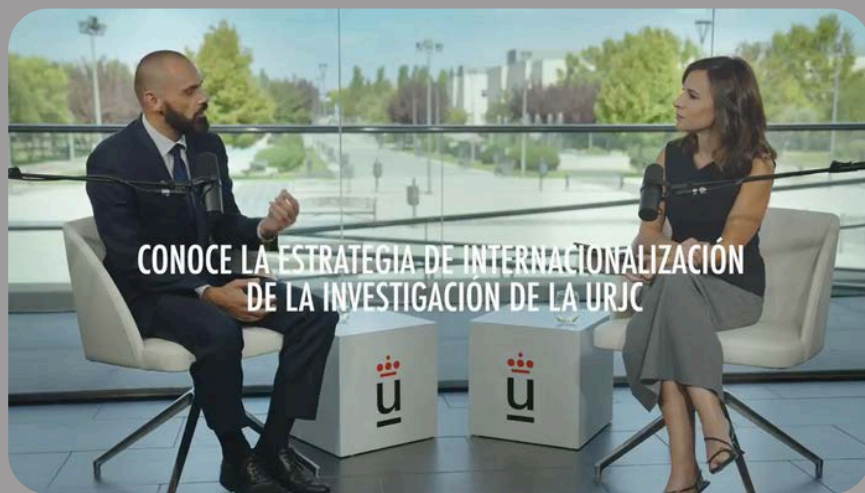 CONOCE LA ESTRATEGIA DE INTERNACIONALIZACIÓN
DE LA INVESTIGACIÓN DE LA URJC
u
u